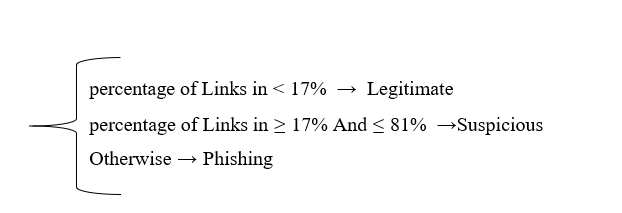 percentage of Links in < 17% → Legitimate
percentage of Links in ≥ 17% And ≤ 81% →Suspicious
Otherwise → Phishing